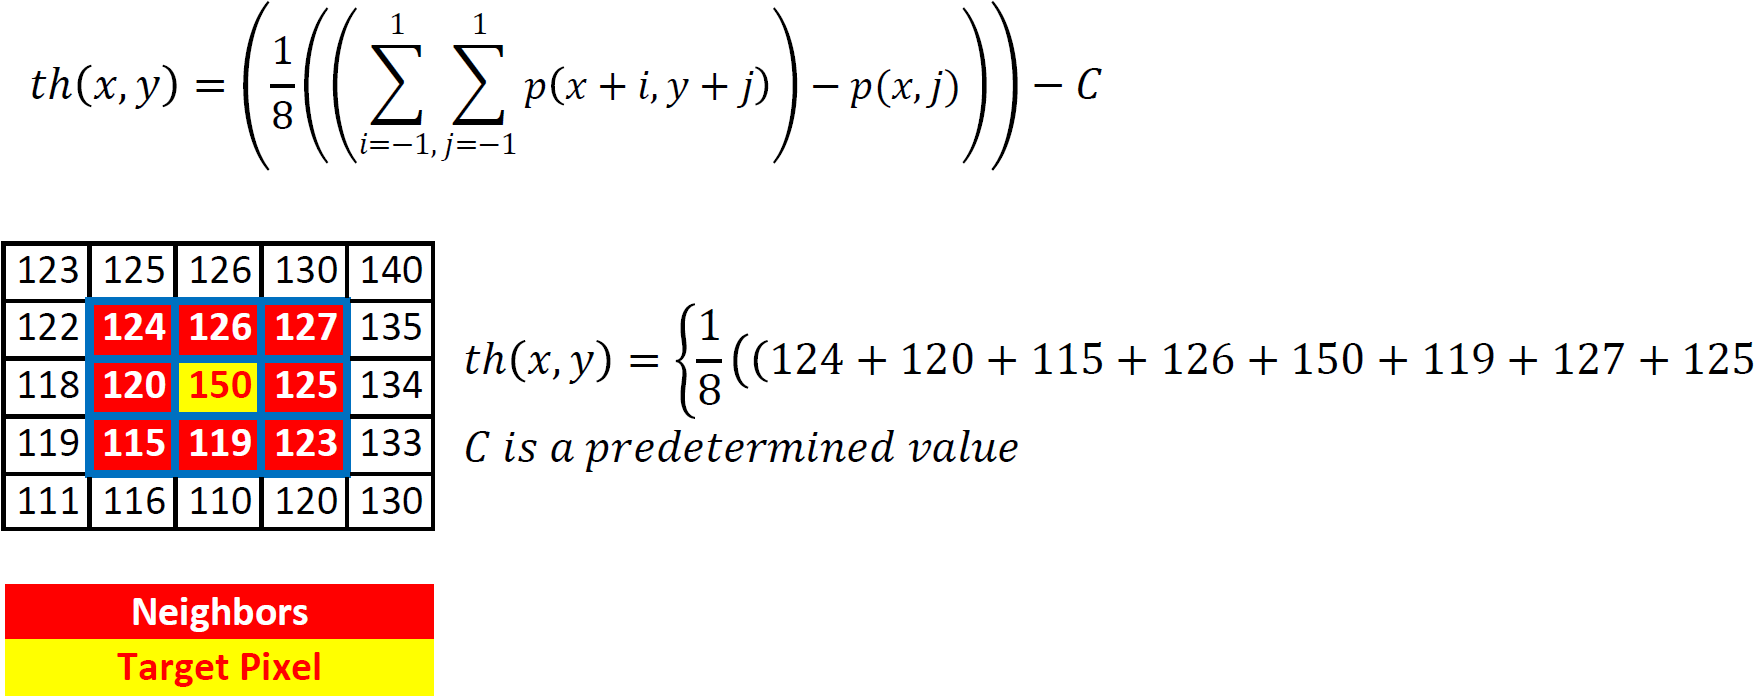 th(x, y) = (1/8((∑_{i=−1,}^{1} ∑_{j=−1}^{1} p(x + i, y + j)) − p(x, j))) − C
123 125 126 130 140
122 124 126 127 135
118 120 150 125 134
119 115 119 123 133
111 116 110 120 130
th(x, y) = {1/8((124 + 120 + 115 + 126 + 150 + 119 + 127 + 125
C is a predetermined value
Neighbors
Target Pixel